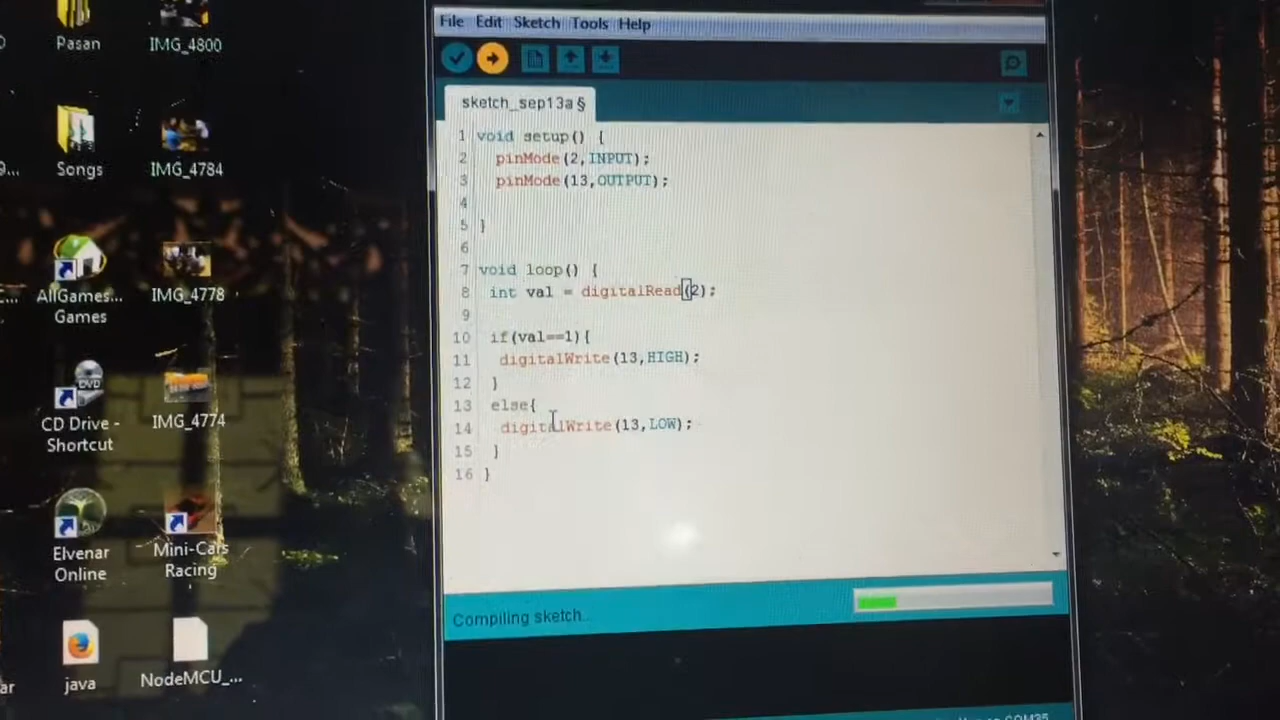 Pasan
IMG_4800
Songs
IMG_4784
AllGames...
Games
IMG_4778
CD Drive -
Shortcut
IMG_4774
Elvenar
Online
Mini-Cars
Racing
java
NodeMCU_...
File Edit Sketch Tools Help
sketch_sep13a §
1 void setup() {
2 pinMode(2,INPUT);
3 pinMode(13,OUTPUT);
4
5 }
6
7 void loop() {
8 int val = digitalRead(2);
9
10 if(val==1){
11 digitalWrite(13,HIGH);
12 }
13 else{
14 digitalWrite(13,LOW);
15 }
16 }
Compiling sketch...
COM35